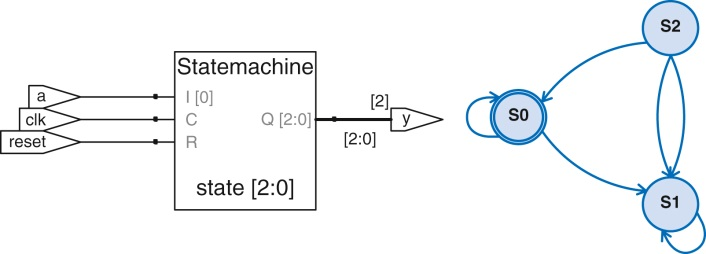 Statemachine
a
clk
reset
I [0]
C
R
Q [2:0]
state [2:0]
[2]
[2:0]
y
S2
S0
S1